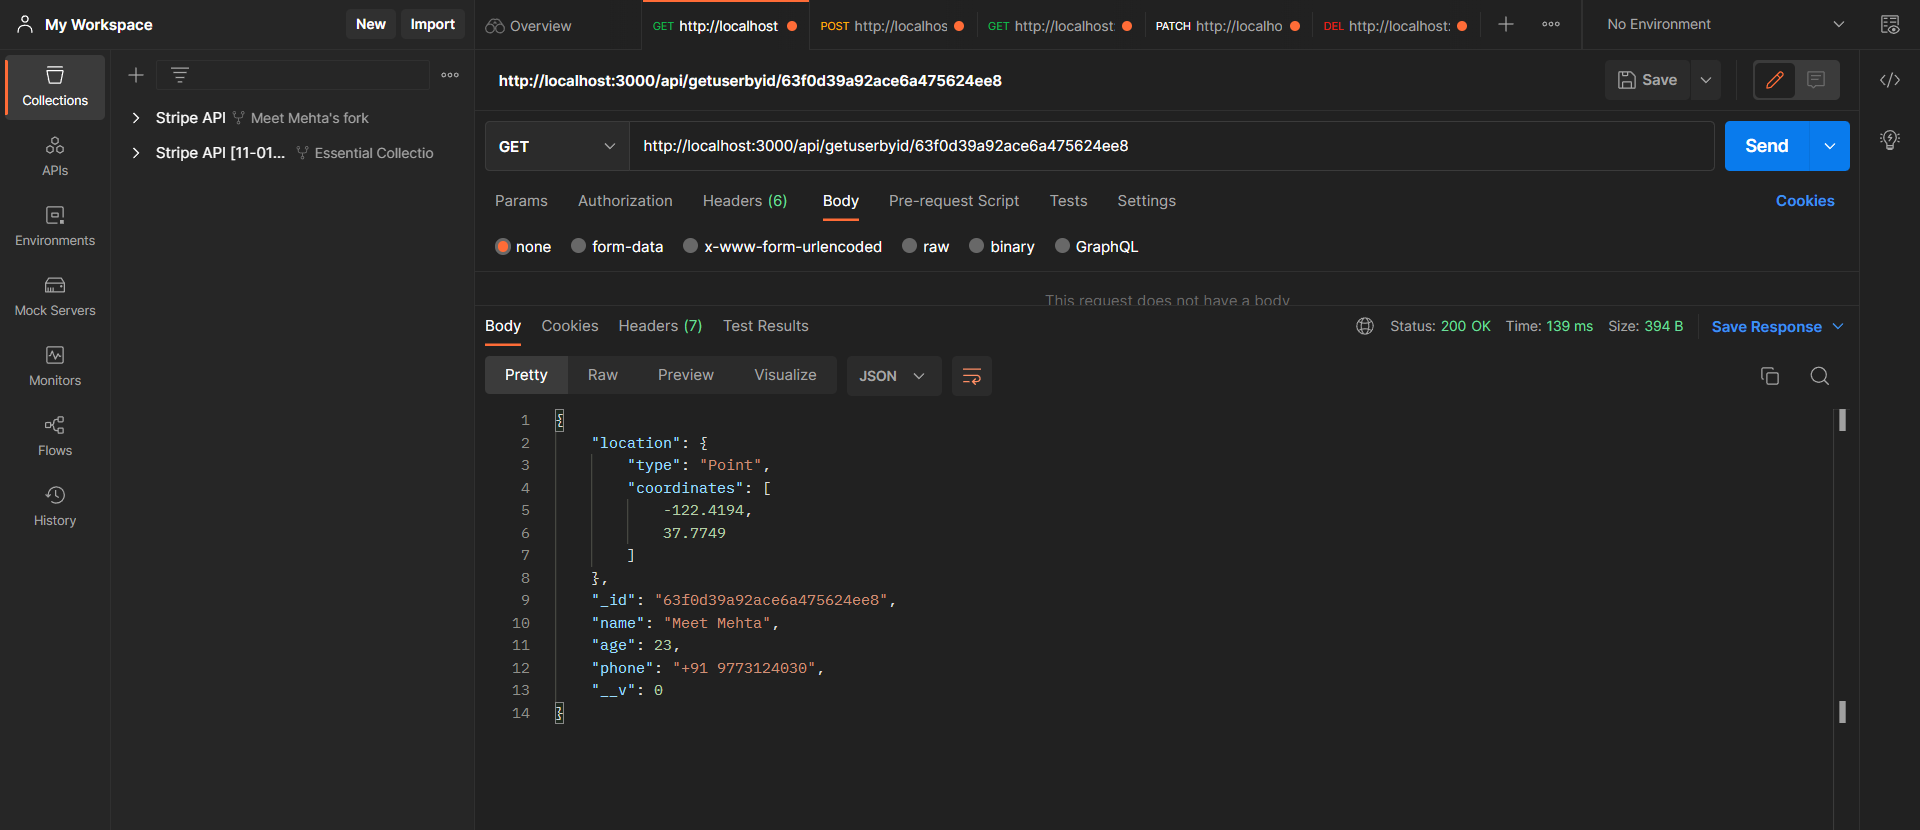 My Workspace New Import
Overview GET http://localhost POST http://localhos GET http://localhost: PATCH http://localho DEL http://localhost: No Environment
Collections
APIs
Environments
Mock Servers
Monitors
Flows
History
Stripe API Meet Mehta's fork
Stripe API [11-01... Essential Collectio
http://localhost:3000/api/getuserbyid/63f0d39a92ace6a475624ee8 Save
GET http://localhost:3000/api/getuserbyid/63f0d39a92ace6a475624ee8 Send
Params Authorization Headers (6) Body Pre-request Script Tests Settings Cookies
none form-data x-www-form-urlencoded raw binary GraphQL
This request does not have a body
Body Cookies Headers (7) Test Results Status: 200 OK Time: 139 ms Size: 394 B Save Response
Pretty Raw Preview Visualize JSON
1 {
2 "location": {
3 "type": "Point",
4 "coordinates": [
5 -122.4194,
6 37.7749
7 ]
8 },
9 "_id": "63f0d39a92ace6a475624ee8",
10 "name": "Meet Mehta",
11 "age": 23,
12 "phone": "+91 9773124030",
13 "__v": 0
14 }